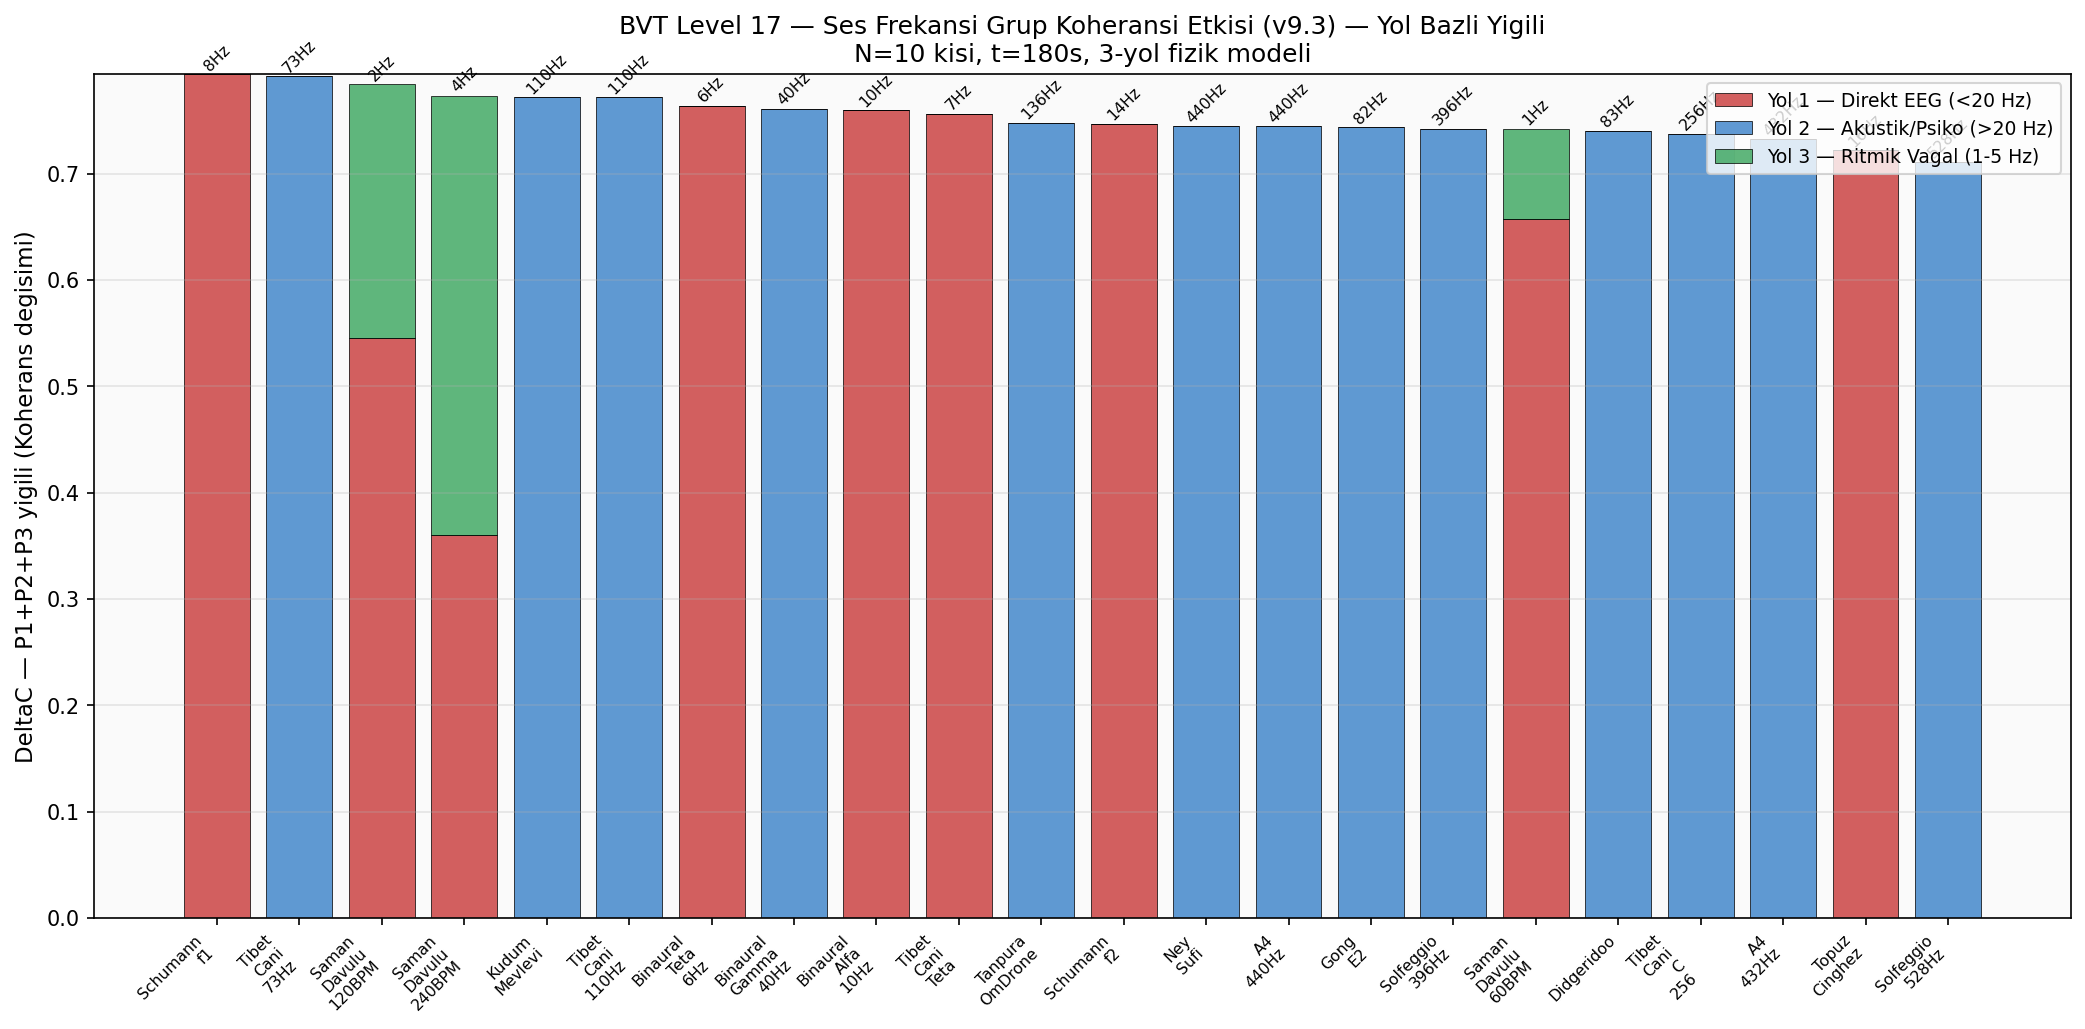 BVT Level 17 — Ses Frekansi Grup Koheransi Etkisi (v9.3) — Yol Bazli Yigili
N=10 kisi, t=180s, 3-yol fizik modeli
DeltaC — P1+P2+P3 yigili (Koherans degisimi)
0.7
0.6
0.5
0.4
0.3
0.2
0.1
0.0
8Hz
73Hz
2Hz
4Hz
110Hz
110Hz
6Hz
40Hz
10Hz
7Hz
136Hz
14Hz
440Hz
440Hz
82Hz
396Hz
1Hz
83Hz
256Hz
432Hz
10Hz
528Hz
Yol 1 — Direkt EEG (<20 Hz)
Yol 2 — Akustik/Psiko (>20 Hz)
Yol 3 — Ritmik Vagal (1-5 Hz)
Schumann
f1
Tibet
Cani
73Hz
Saman
Davulu
120BPM
Saman
Davulu
240BPM
Kudum
Mevlevi
Tibet
Cani
110Hz
Binaural
Teta
6Hz
Binaural
Gamma
40Hz
Binaural
Alfa
10Hz
Tibet
Cani
Teta
Tanpura
OmDrone
Schumann
f2
Ney
Sufi
A4
440Hz
Gong
E2
Solfeggio
396Hz
Saman
Davulu
60BPM
Didgeridoo
Tibet
Cani
C
256
A4
432Hz
Topuz
Cinghez
Solfeggio
528Hz